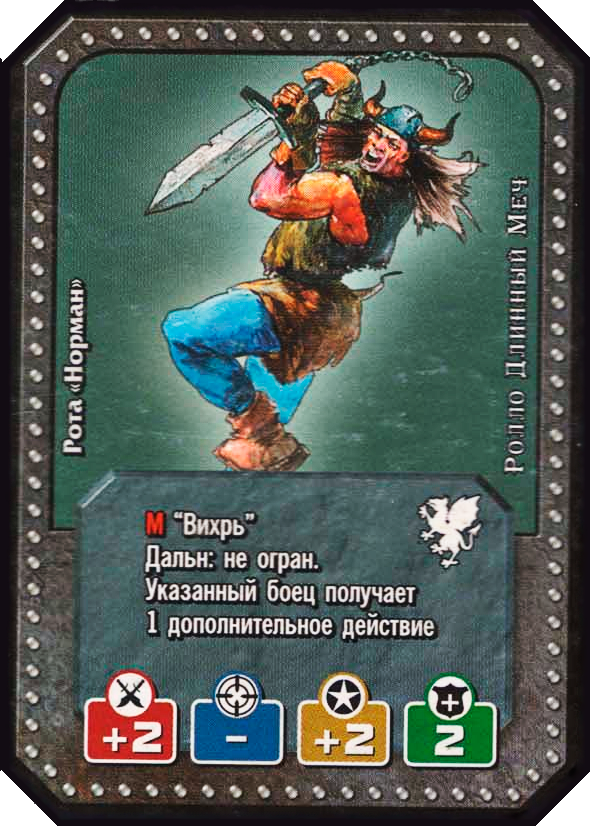 Рота «Норман»
Ролло Длинный Меч
М "Вихрь"
Дальн: не огран.
Указанный боец получает
1 дополнительное действие
+2
-
+2
2